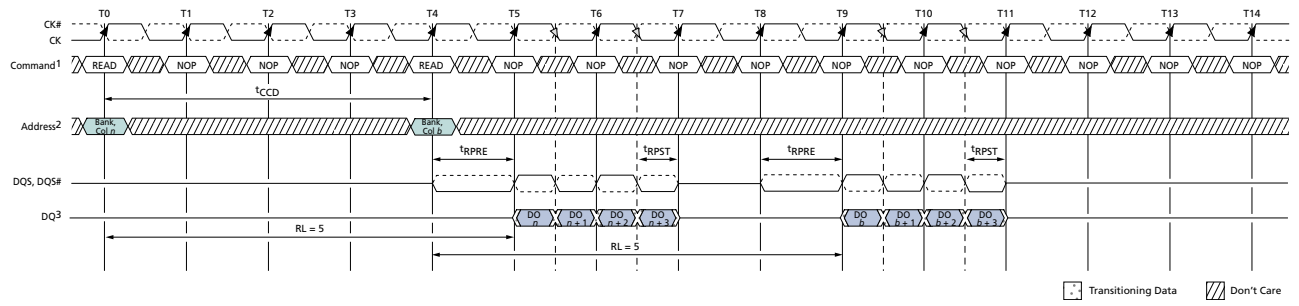 T0 T1 T2 T3 T4 T5 T6 T7 T8 T9 T10 T11 T12 T13 T14
CK#
CK
Command1 READ NOP NOP NOP READ NOP NOP NOP NOP NOP NOP NOP NOP NOP NOP
tCCD
Address2 Bank, Col n Bank, Col b
tRPRE tRPST tRPRE tRPST
DQS, DQS#
DQ3 DO n DO n + 1 DO n + 2 DO n + 3 DO b DO b + 1 DO b + 2 DO b + 3
RL = 5
RL = 5
Transitioning Data Don't Care